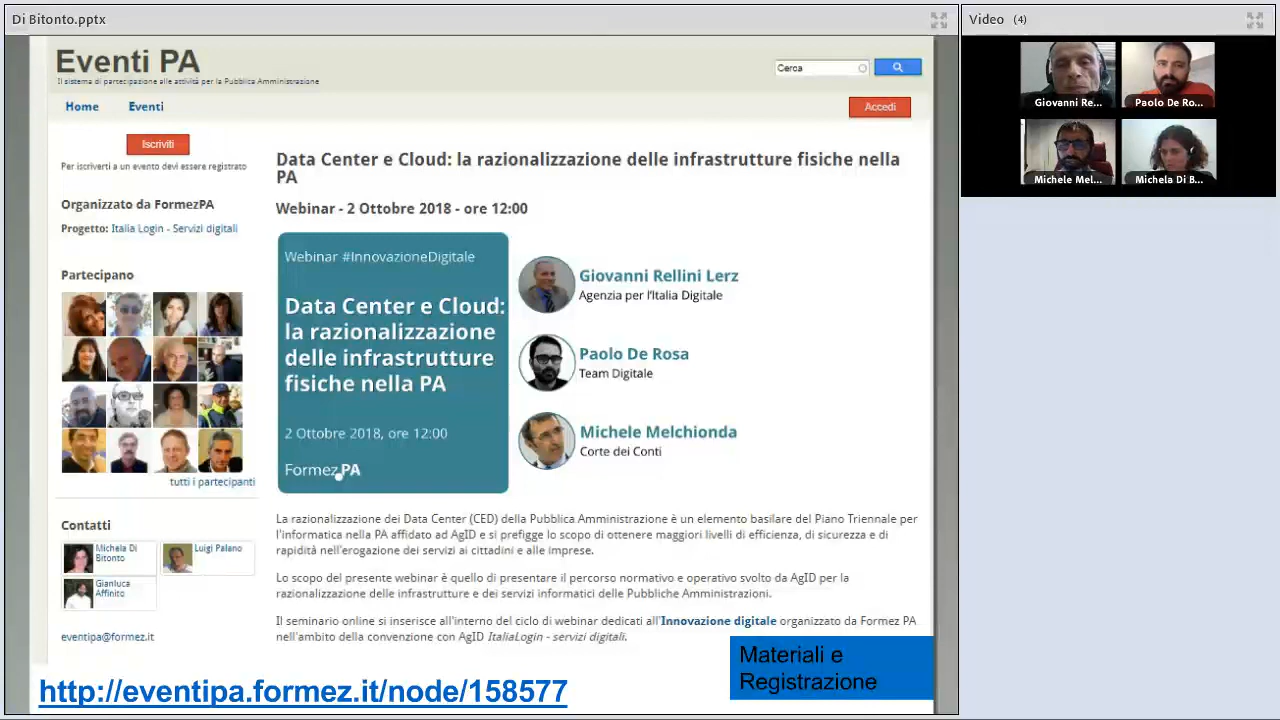 Di Bitonto.pptx
Video (4)
Eventi PA
Il sistema di partecipazione alle attività per la Pubblica Amministrazione
Cerca
Home
Eventi
Accedi
Iscriviti
Per iscriverti a un evento devi essere registrato
Organizzato da FormezPA
Progetto: Italia Login - Servizi digitali
Partecipano
tutti i partecipanti
Contatti
Michela Di
Bitonto
Luigi Palano
Gianluca
Affinito
eventipa@formez.it
Data Center e Cloud: la razionalizzazione delle infrastrutture fisiche nella
PA
Webinar - 2 Ottobre 2018 - ore 12:00
Webinar #InnovazioneDigitale
Data Center e Cloud:
la razionalizzazione
delle infrastrutture
fisiche nella PA
2 Ottobre 2018, ore 12:00
FormezPA
Giovanni Rellini Lerz
Agenzia per l'Italia Digitale
Paolo De Rosa
Team Digitale
Michele Melchionda
Corte dei Conti
La razionalizzazione dei Data Center (CED) della Pubblica Amministrazione è un elemento basilare del Piano Triennale per
l'informatica nella PA affidato ad AgID e si prefigge lo scopo di ottenere maggiori livelli di efficienza, di sicurezza e di
rapidità nell'erogazione dei servizi ai cittadini e alle imprese.
Lo scopo del presente webinar è quello di presentare il percorso normativo e operativo svolto da AgID per la
razionalizzazione delle infrastrutture e dei servizi informatici delle Pubbliche Amministrazioni.
Il seminario online si inserisce all'interno del ciclo di webinar dedicati all'Innovazione digitale organizzato da Formez PA
nell'ambito della convenzione con AgID ItaliaLogin - servizi digitali.
Materiali e
Registrazione
http://eventipa.formez.it/node/158577
Giovanni Re...
Paolo De Ro...
Michele Mel...
Michela Di B...